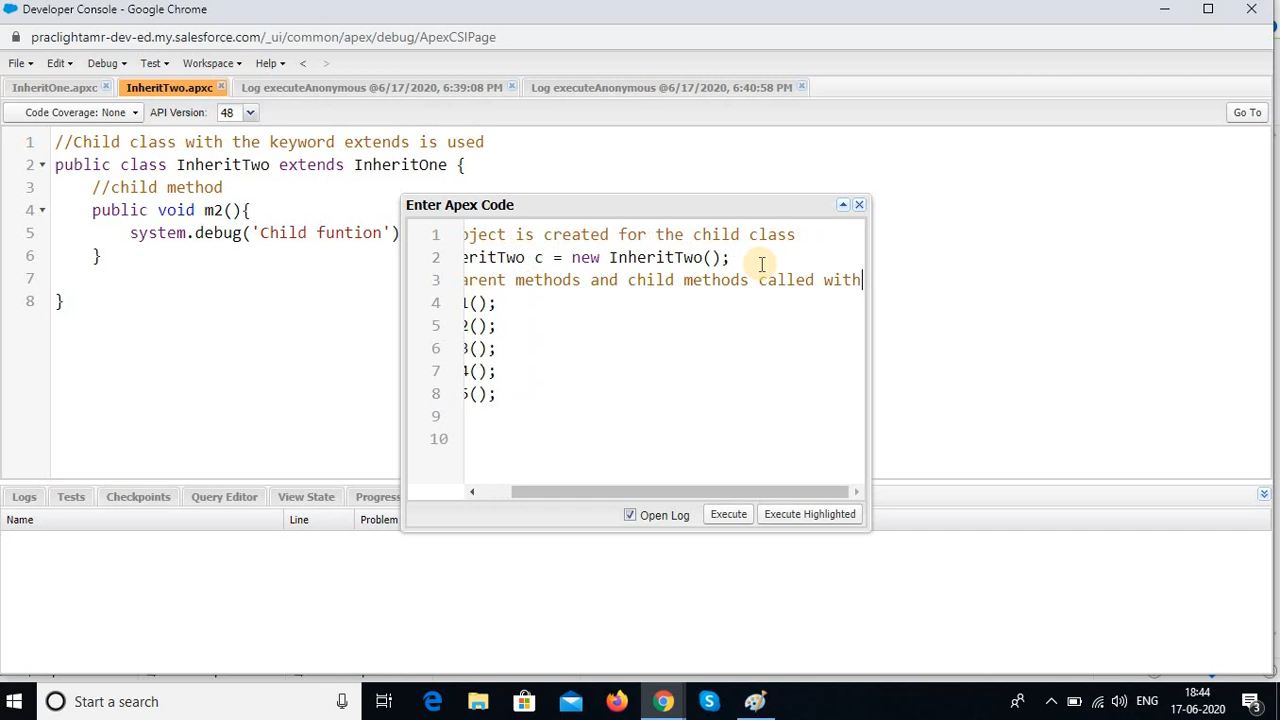 Developer Console - Google Chrome
praclightamr-dev-ed.my.salesforce.com/_ui/common/apex/debug/ApexCSIPage
File Edit Debug Test Workspace Help < >
InheritOne.apxc InheritTwo.apxc Log executeAnonymous @6/17/2020, 6:39:08 PM Log executeAnonymous @6/17/2020, 6:40:58 PM
Code Coverage: None API Version: 48 Go To
1 //Child class with the keyword extends is used
2 public class InheritTwo extends InheritOne {
3 //child method
4 public void m2(){
5 system.debug('Child funtion')
6 }
7
8 }
Enter Apex Code
1 oject is created for the child class
2 eritTwo c = new InheritTwo();
3 arent methods and child methods called with
4 1();
5 2();
6 3();
7 4();
8 5();
9
10
Open Log Execute Execute Highlighted
Logs Tests Checkpoints Query Editor View State Progress
Name Line Problem
Start a search
ENG
18:44
17-06-2020
3